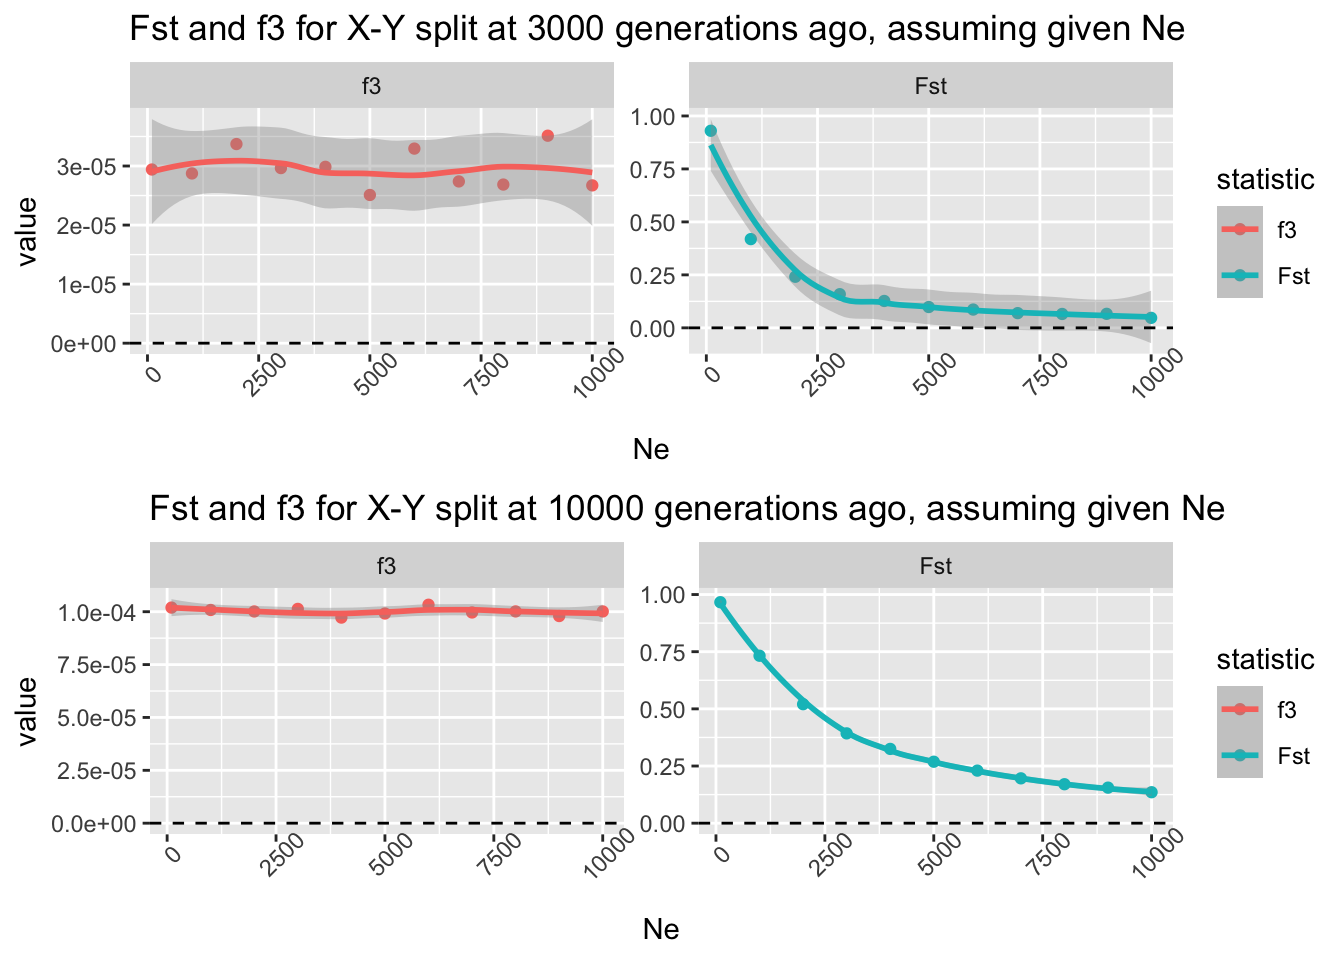 Fst and f3 for X-Y split at 3000 generations ago, assuming given Ne
f3
Fst
value
3e-05
2e-05
1e-05
0e+00
0
2500
5000
7500
10000
1.00
0.75
0.50
0.25
0.00
0
2500
5000
7500
10000
Ne
statistic
f3
Fst
Fst and f3 for X-Y split at 10000 generations ago, assuming given Ne
f3
Fst
value
1.0e-04
7.5e-05
5.0e-05
2.5e-05
0.0e+00
0
2500
5000
7500
10000
1.00
0.75
0.50
0.25
0.00
0
2500
5000
7500
10000
Ne
statistic
f3
Fst